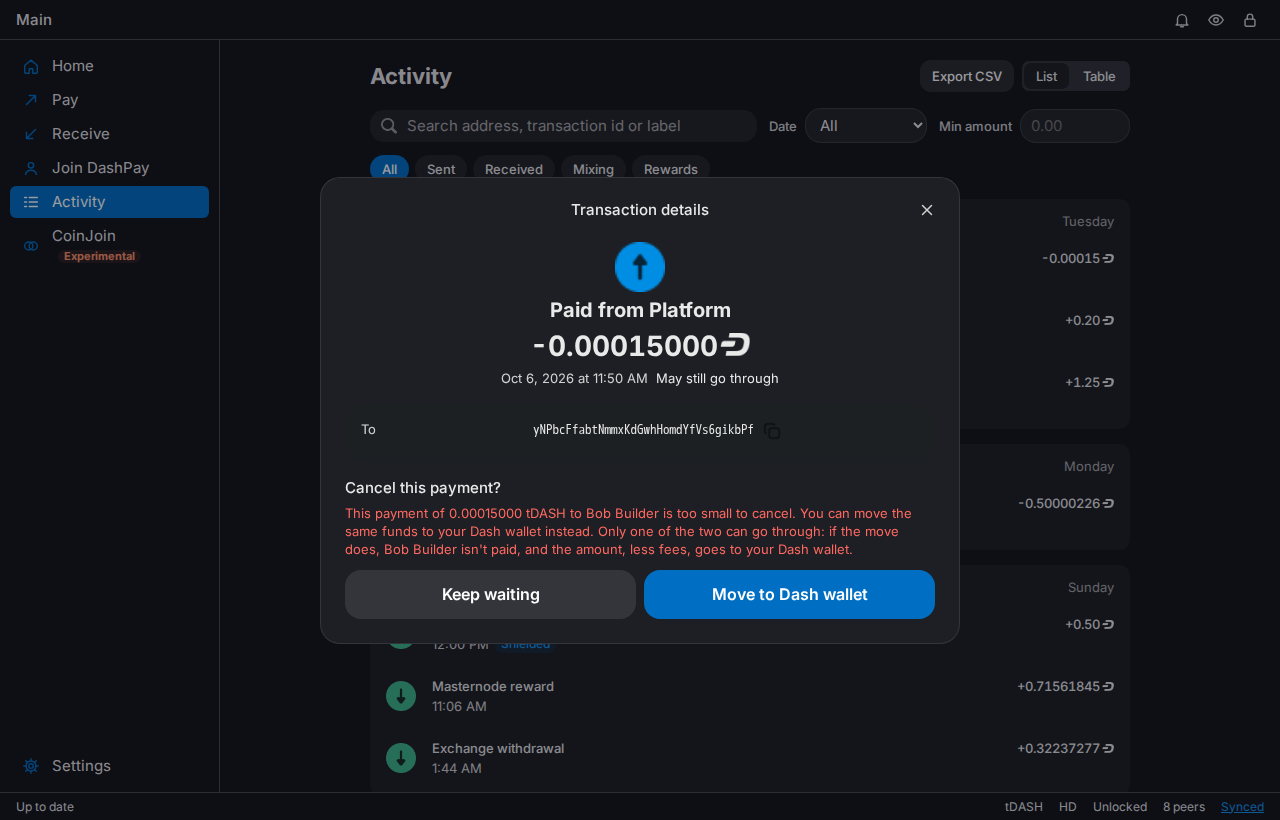 Main
Home
Pay
Receive
Join DashPay
Activity
CoinJoin
Experimental
Settings
Activity
Export CSV
List
Table
Search address, transaction id or label
Date
All
Min amount
0.00
All
Sent
Received
Mixing
Rewards
Tuesday
-0.00015
+0.20
+1.25
Monday
-0.50000226
Sunday
+0.50
Transaction details
Paid from Platform
-0.00015000
Oct 6, 2026 at 11:50 AM May still go through
To
yNPbcFfabtNmmxKdGwhHomdYfVs6gikbPf
Cancel this payment?
This payment of 0.00015000 tDASH to Bob Builder is too small to cancel. You can move the
same funds to your Dash wallet instead. Only one of the two can go through: if the move
does, Bob Builder isn't paid, and the amount, less fees, goes to your Dash wallet.
Keep waiting
Move to Dash wallet
12:00 PM
Shielded
Masternode reward
+0.71561845
11:06 AM
Exchange withdrawal
+0.32237277
1:44 AM
Up to date
tDASH
HD
Unlocked
8 peers
Synced